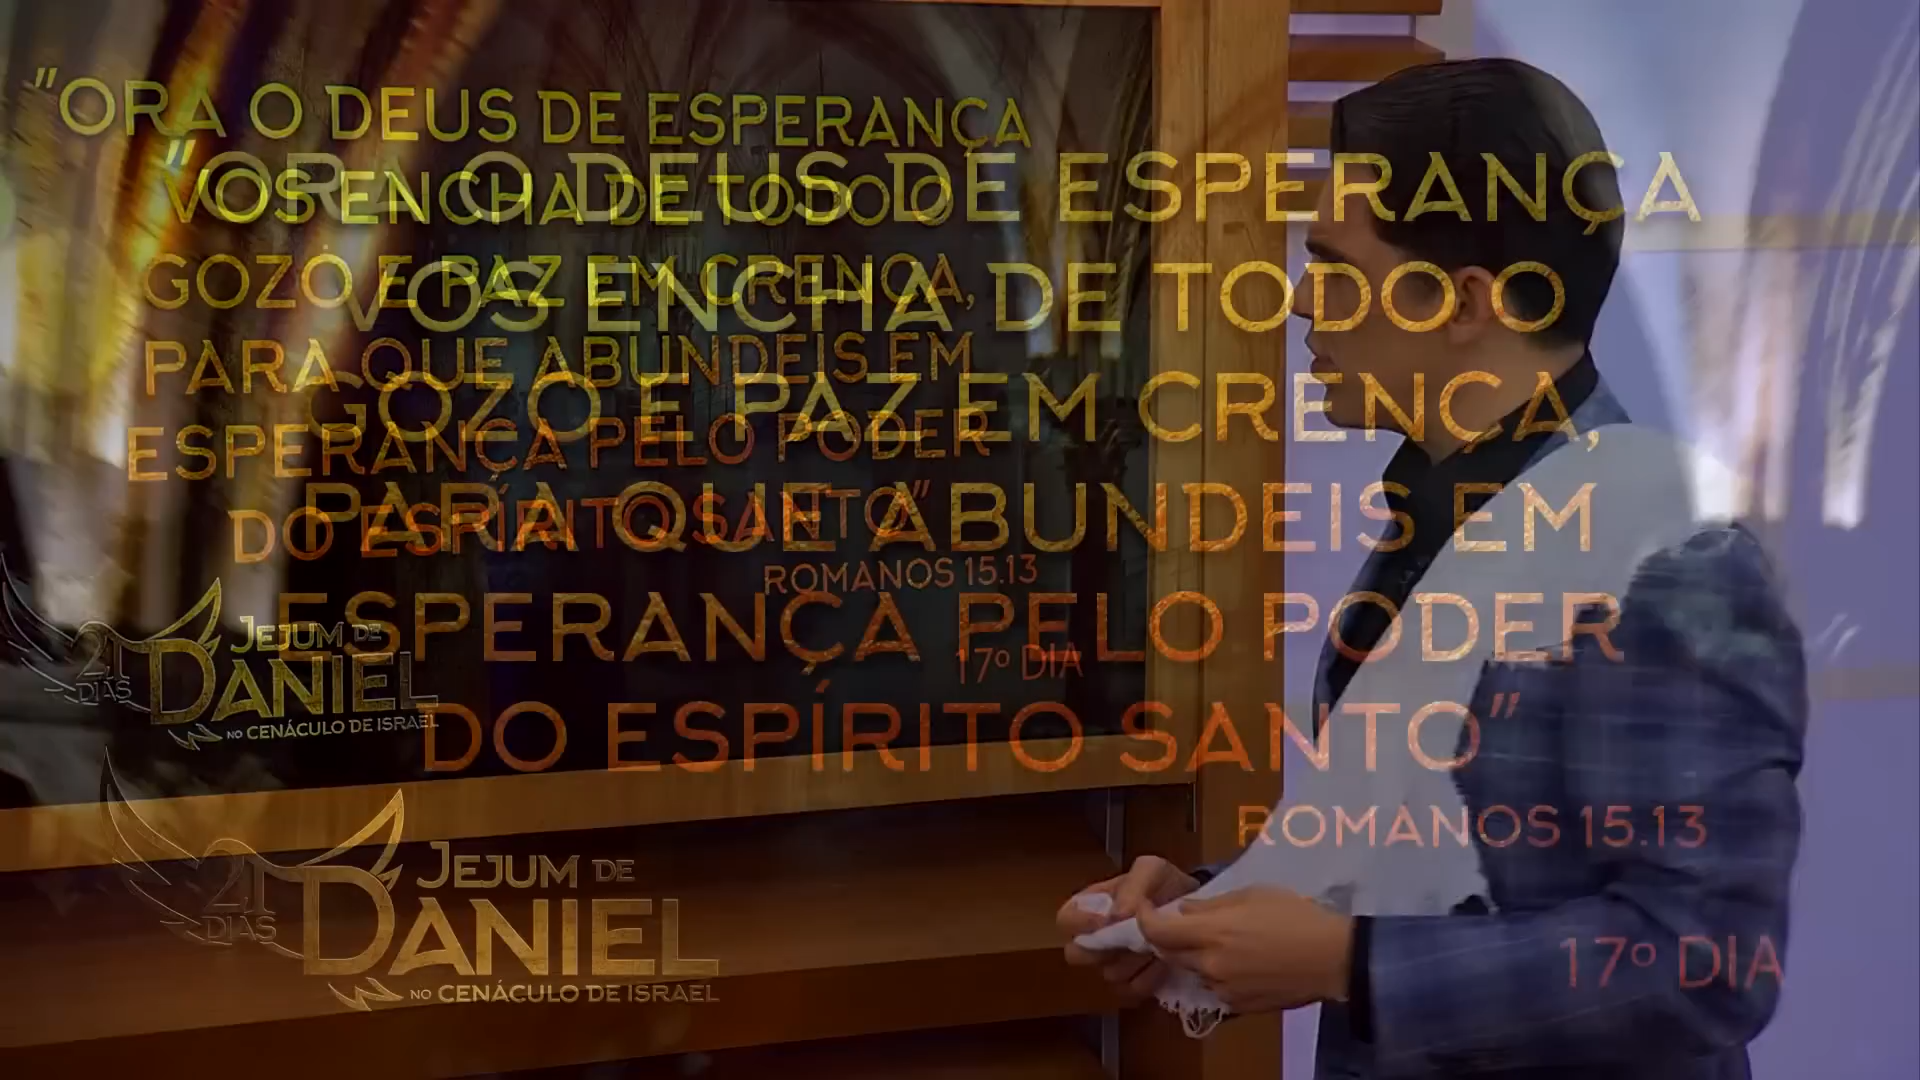 "ORA O DEUS DE ESPERANÇA
VOS ENCHA DE TODO O
GOZO E PAZ EM CRENÇA,
PARA QUE ABUNDEIS EM
ESPERANÇA PELO PODER
DO ESPÍRITO SANTO"
ROMANOS 15.13
17º DIA
21 DIAS
JEJUM DE
DANIEL
NO CENÁCULO DE ISRAEL
"ORA O DEUS DE ESPERANÇA
VOS ENCHA DE TODO O
GOZO E PAZ EM CRENÇA,
PARA QUE ABUNDEIS EM
ESPERANÇA PELO PODER
DO ESPÍRITO SANTO"
ROMANOS 15.13
17º DIA
21 DIAS
JEJUM DE
DANIEL
NO CENÁCULO DE ISRAEL